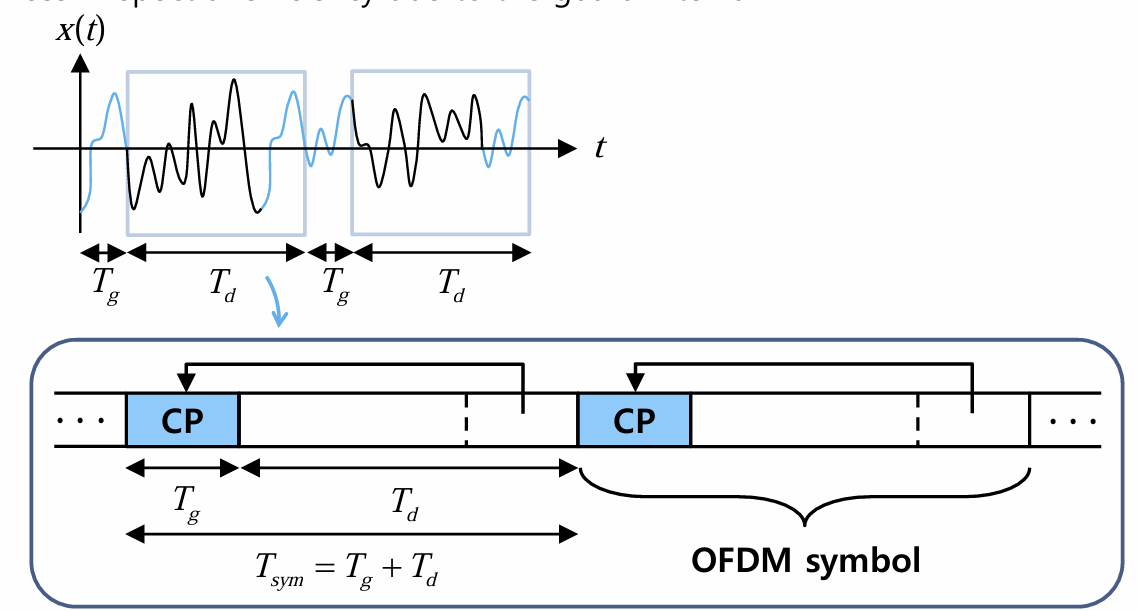 x(t)
t
T_g T_d T_g T_d
· · · CP CP · · ·
T_g T_d
T_{sym} = T_g + T_d
OFDM symbol